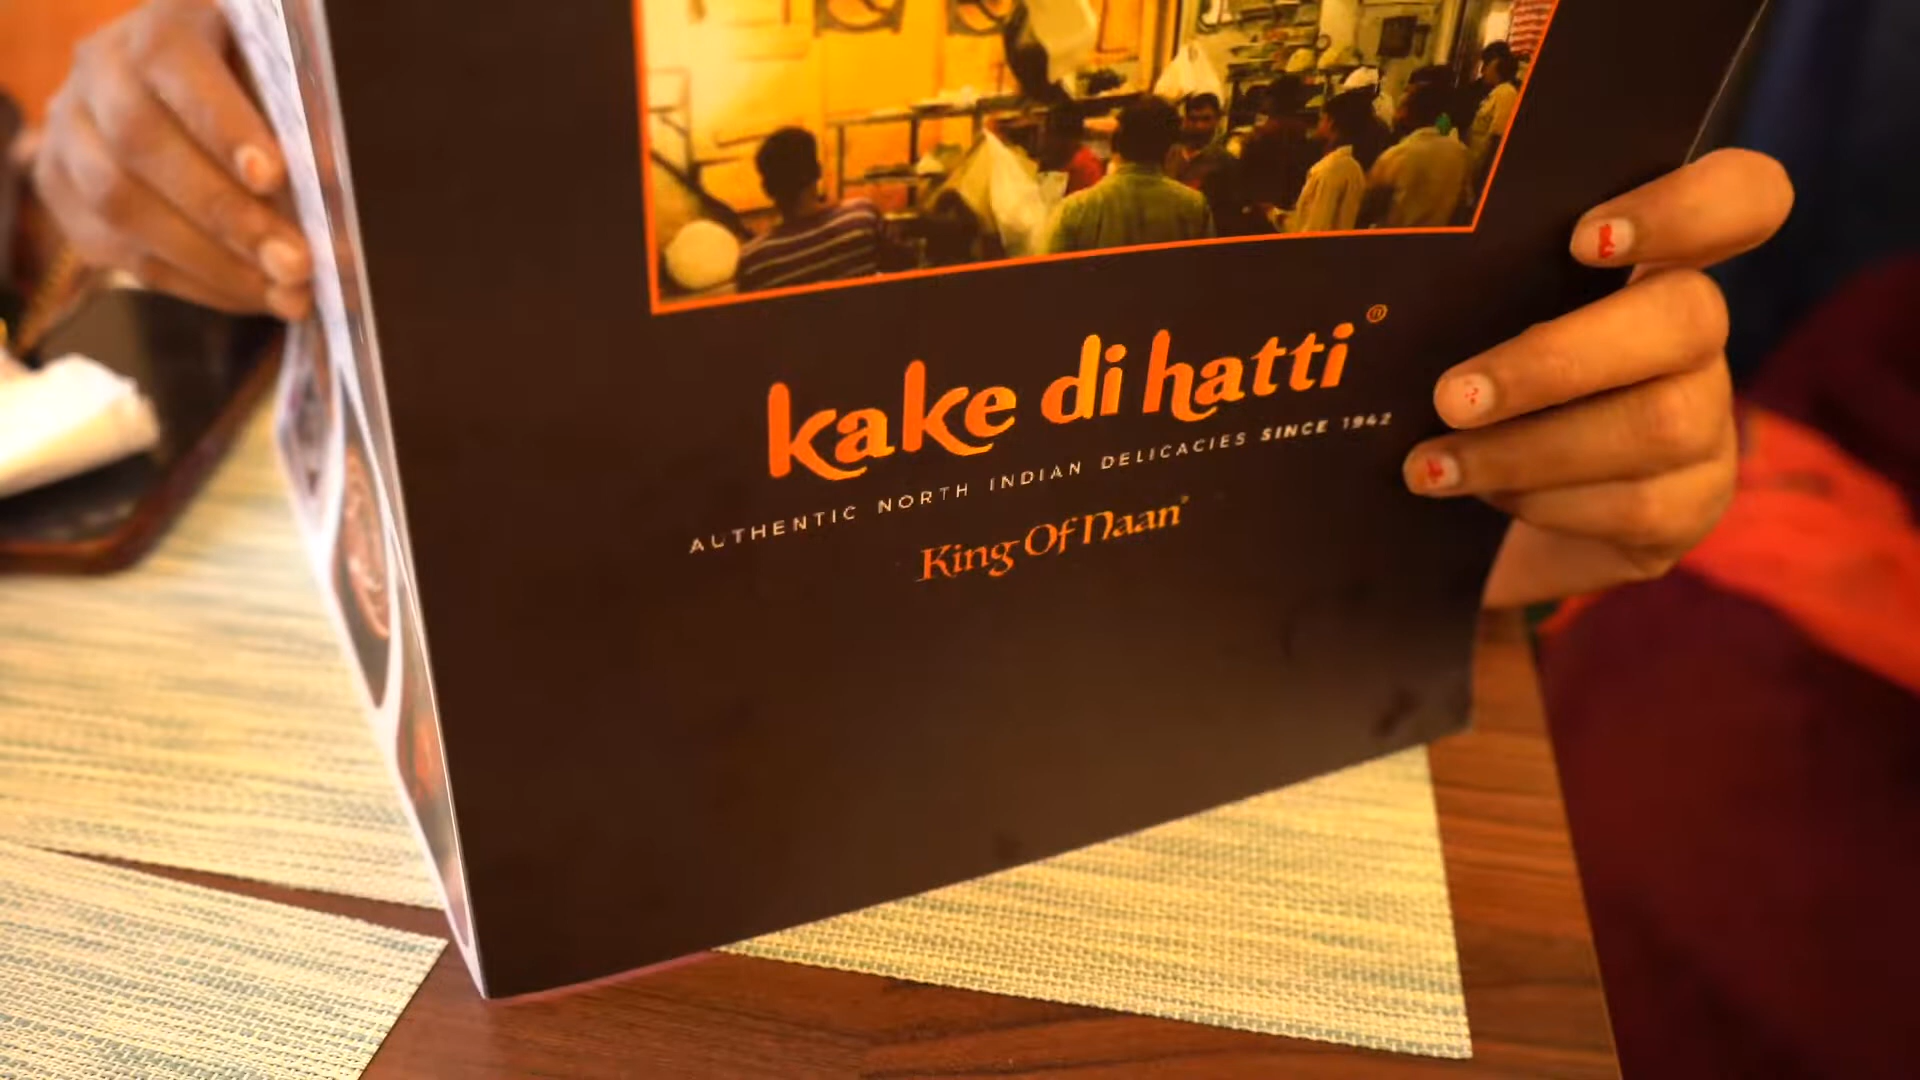 kake di hatti ®
AUTHENTIC NORTH INDIAN DELICACIES SINCE 1942
King Of Naan